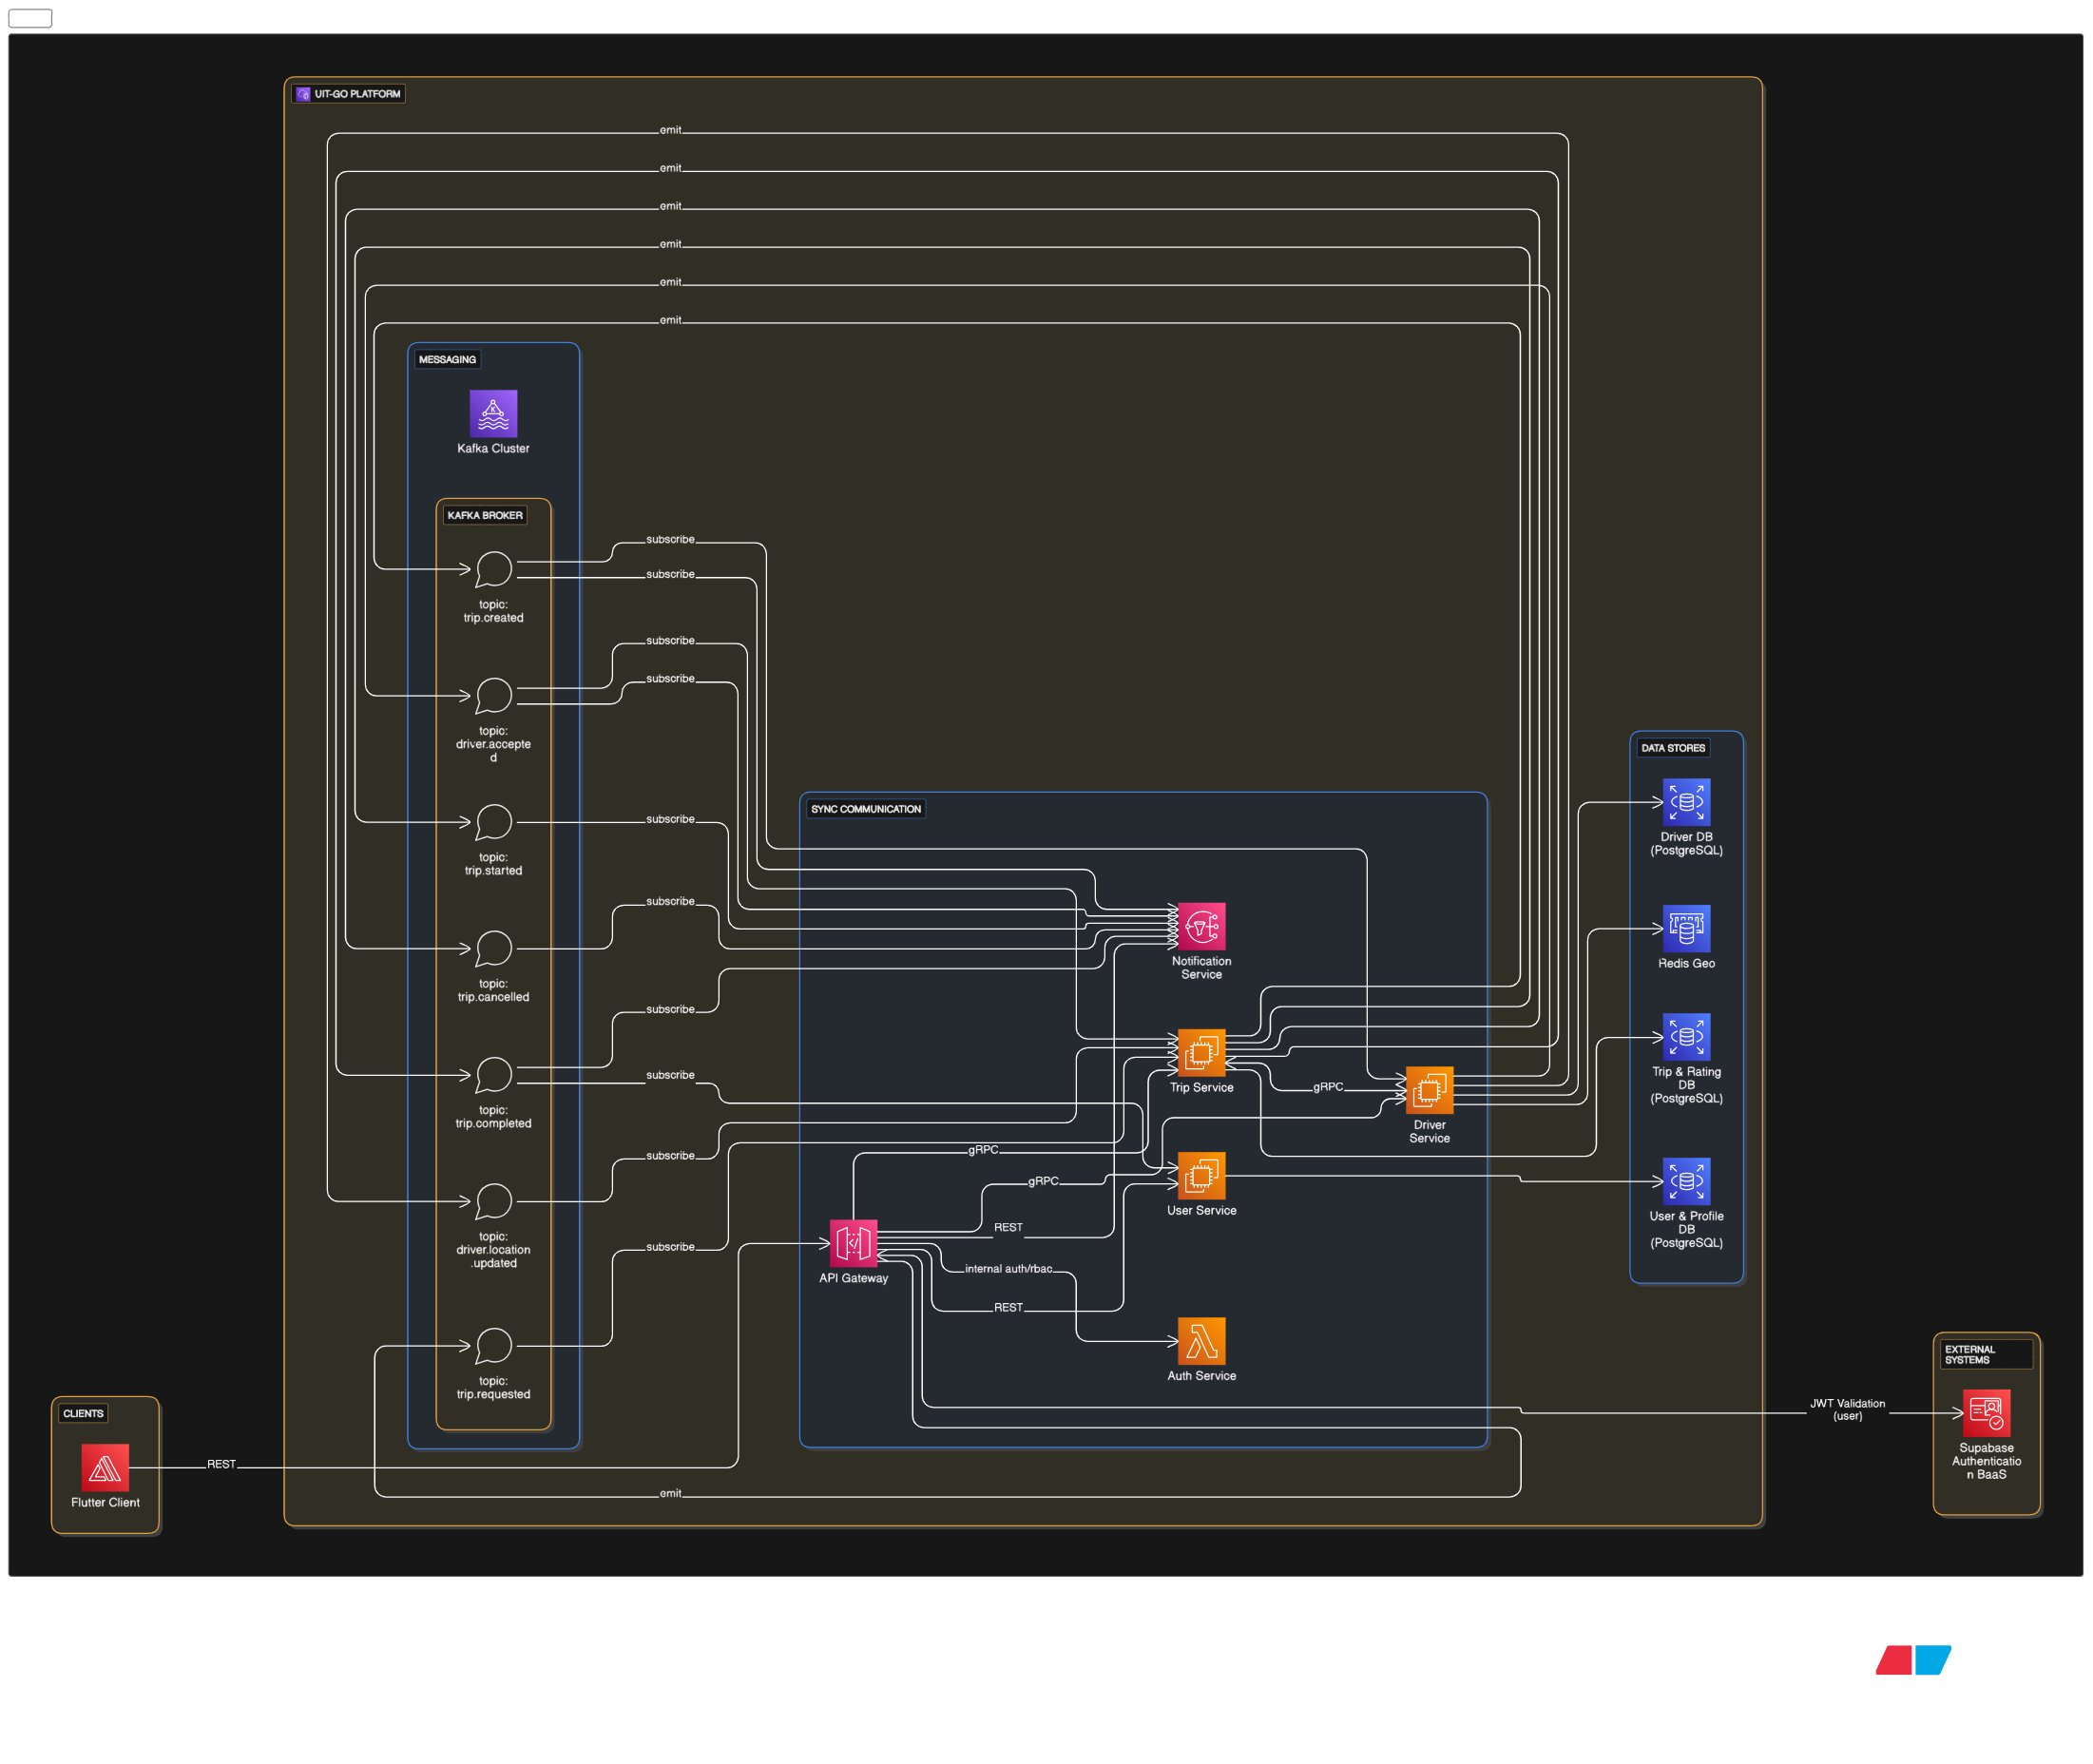 UIT-GO PLATFORM
emit
emit
emit
emit
emit
emit
MESSAGING
Kafka Cluster
KAFKA BROKER
subscribe
subscribe
topic:
trip.created
subscribe
subscribe
topic:
driver.accepte
d
subscribe
topic:
trip.started
subscribe
topic:
trip.cancelled
subscribe
subscribe
topic:
trip.completed
subscribe
topic:
driver.location
.updated
subscribe
topic:
trip.requested
emit
SYNC COMMUNICATION
Notification
Service
Trip Service
gRPC
Driver
Service
gRPC
gRPC
User Service
REST
API Gateway
internal auth/rbac
REST
Auth Service
DATA STORES
Driver DB
(PostgreSQL)
Redis Geo
Trip & Rating
DB
(PostgreSQL)
User & Profile
DB
(PostgreSQL)
CLIENTS
Flutter Client
REST
JWT Validation
(user)
EXTERNAL
SYSTEMS
Supabase
Authenticatio
n BaaS